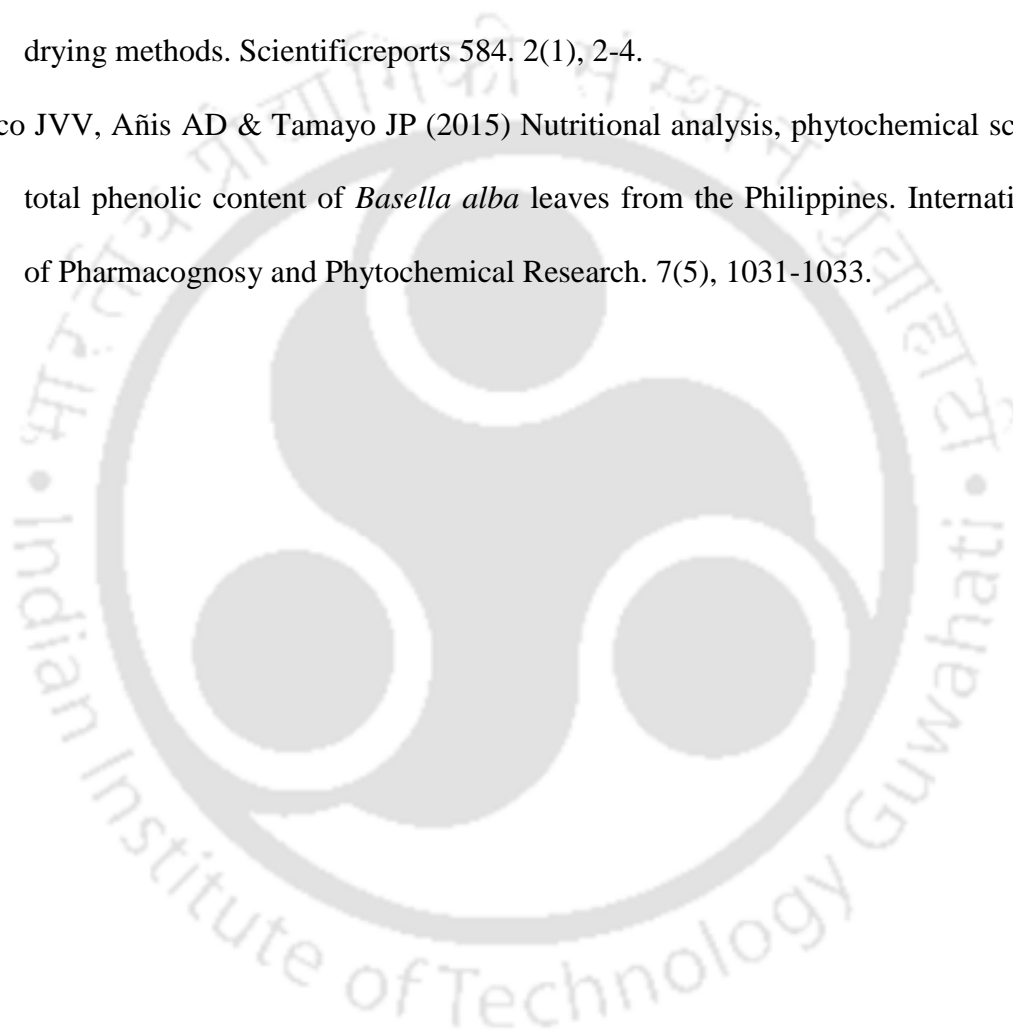 drying methods. Scientificreports 584. 2(1), 2-4.
co JVV, Añis AD & Tamayo JP (2015) Nutritional analysis, phytochemical sc
total phenolic content of Basella alba leaves from the Philippines. Internati
of Pharmacognosy and Phytochemical Research. 7(5), 1031-1033.
भारतीय प्रौद्योगिकी संस्थान गुवाहाटी
Indian Institute of Technology Guwahati